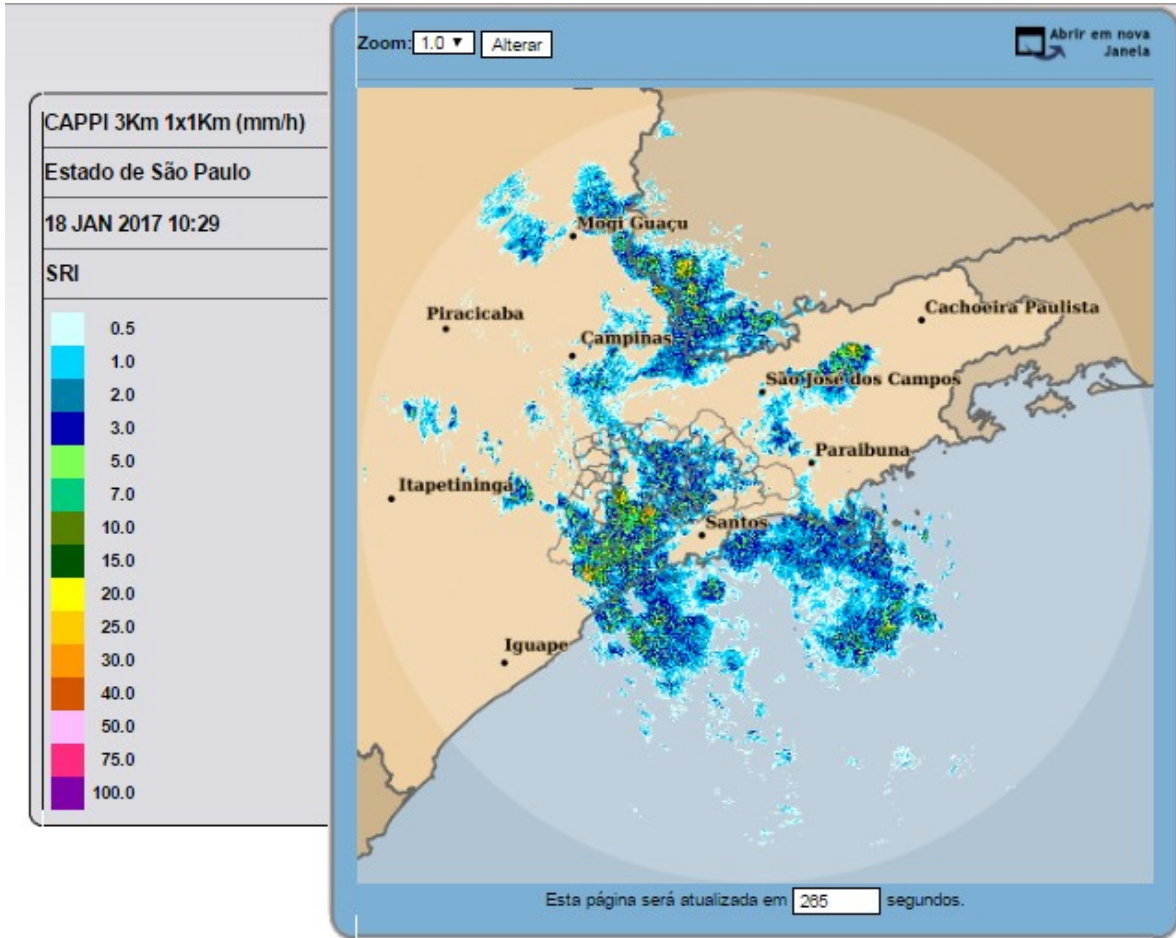 Zoom: 1.0 ▼ Alterar
Abrir em nova
Janela
CAPPI 3Km 1x1Km (mm/h)
Estado de São Paulo
18 JAN 2017 10:29
SRI
0.5
1.0
2.0
3.0
5.0
7.0
10.0
15.0
20.0
25.0
30.0
40.0
50.0
75.0
100.0
Mogi Guaçu
Cachoeira Paulista
Piracicaba
Campinas
São José dos Campos
Paraibuna
Itapetininga
Santos
Iguape
Esta página será atualizada em 265 segundos.